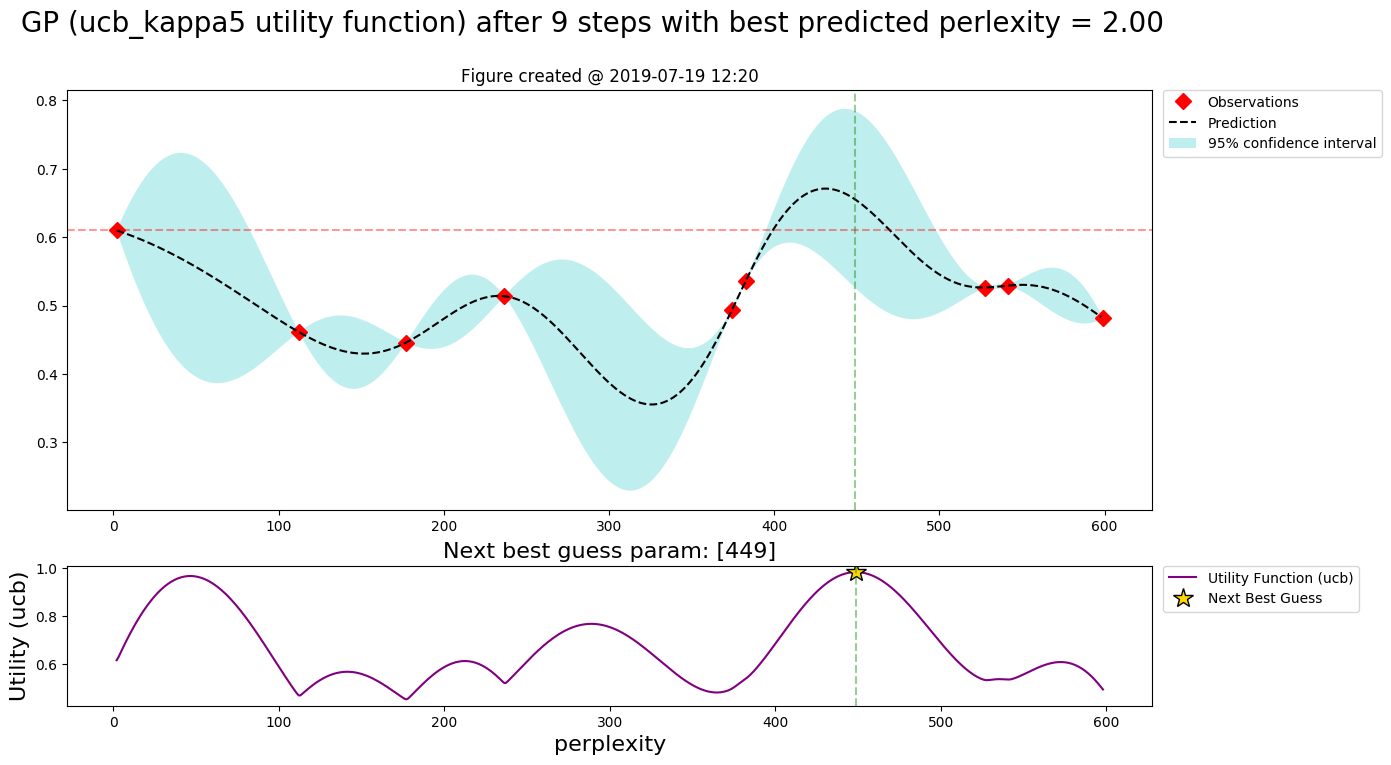 GP (ucb_kappa5 utility function) after 9 steps with best predicted perlexity = 2.00
Figure created @ 2019-07-19 12:20
0.8
0.7
0.6
0.5
0.4
0.3
0 100 200 300 400 500 600
Observations
Prediction
95% confidence interval
Next best guess param: [449]
Utility (ucb)
1.0
0.8
0.6
0 100 200 300 400 500 600
perplexity
Utility Function (ucb)
Next Best Guess